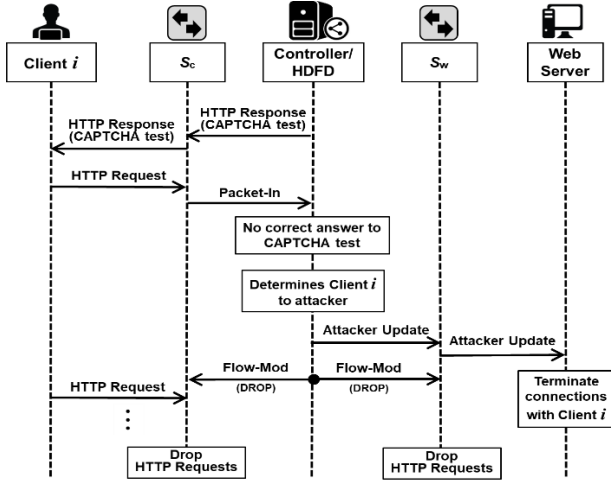 Client i
Sc
Controller/
HDFD
Sw
Web
Server
HTTP Response
(CAPTCHA test)
HTTP Response
(CAPTCHA test)
HTTP Request
Packet-In
No correct answer to
CAPTCHA test
Determines Client i
to attacker
Attacker Update
Attacker Update
Flow-Mod
(DROP)
Flow-Mod
(DROP)
HTTP Request
Terminate
connections
with Client i
Drop
HTTP Requests
Drop
HTTP Requests